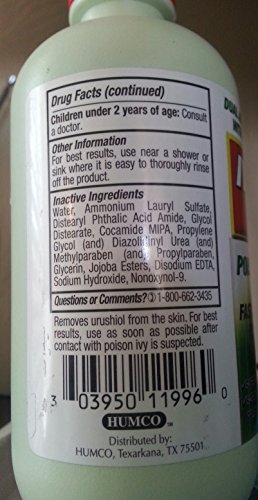 Drug Facts (continued)
Children under 2 years of age: Consult
a doctor.
Other Information
For best results, use near a shower or
sink where it is easy to thoroughly rinse
off the product.
Inactive Ingredients
Water, Ammonium Lauryl Sulfate,
Distearyl Phthalic Acid Amide, Glycol
Distearate, Cocamide MIPA, Propylene
Glycol (and) Diazolidinyl Urea (and)
Methylparaben (and) Propylparaben,
Glycerin, Jojoba Esters, Disodium EDTA,
Sodium Hydroxide, Nonoxynol-9.
Questions or Comments? 1-800-662-3435
Removes urushiol from the skin. For best
results, use as soon as possible after
contact with poison ivy is suspected.
3 03950 11996 0
HUMCO™
Distributed by:
HUMCO, Texarkana, TX 75501